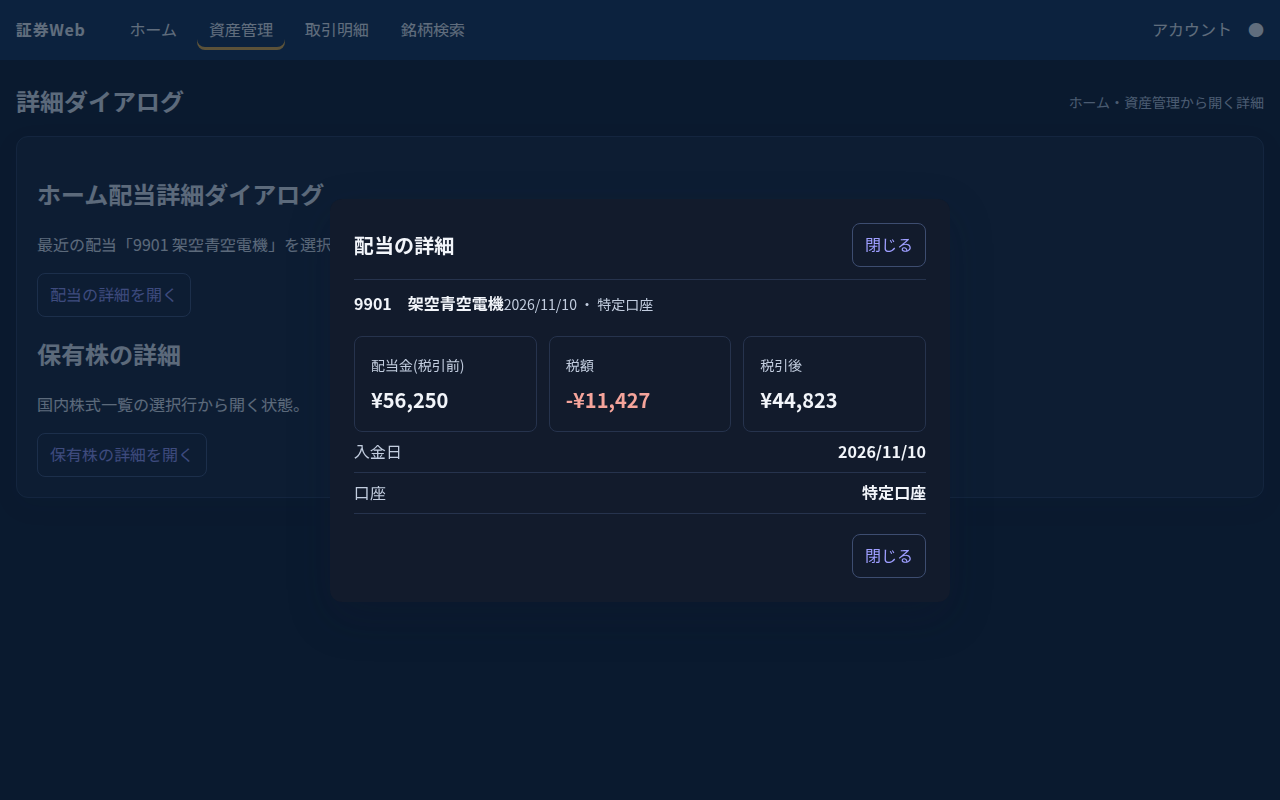 証券Web ホーム 資産管理 取引明細 銘柄検索 アカウント
詳細ダイアログ
ホーム・資産管理から開く詳細
ホーム配当詳細ダイアログ
最近の配当「9901 架空青空電機」を選択
配当の詳細を開く
保有株の詳細
国内株式一覧の選択行から開く状態。
保有株の詳細を開く
配当の詳細
閉じる
9901 架空青空電機2026/11/10 ・ 特定口座
配当金(税引前) 税額 税引後
¥56,250 -¥11,427 ¥44,823
入金日 2026/11/10
口座 特定口座
閉じる